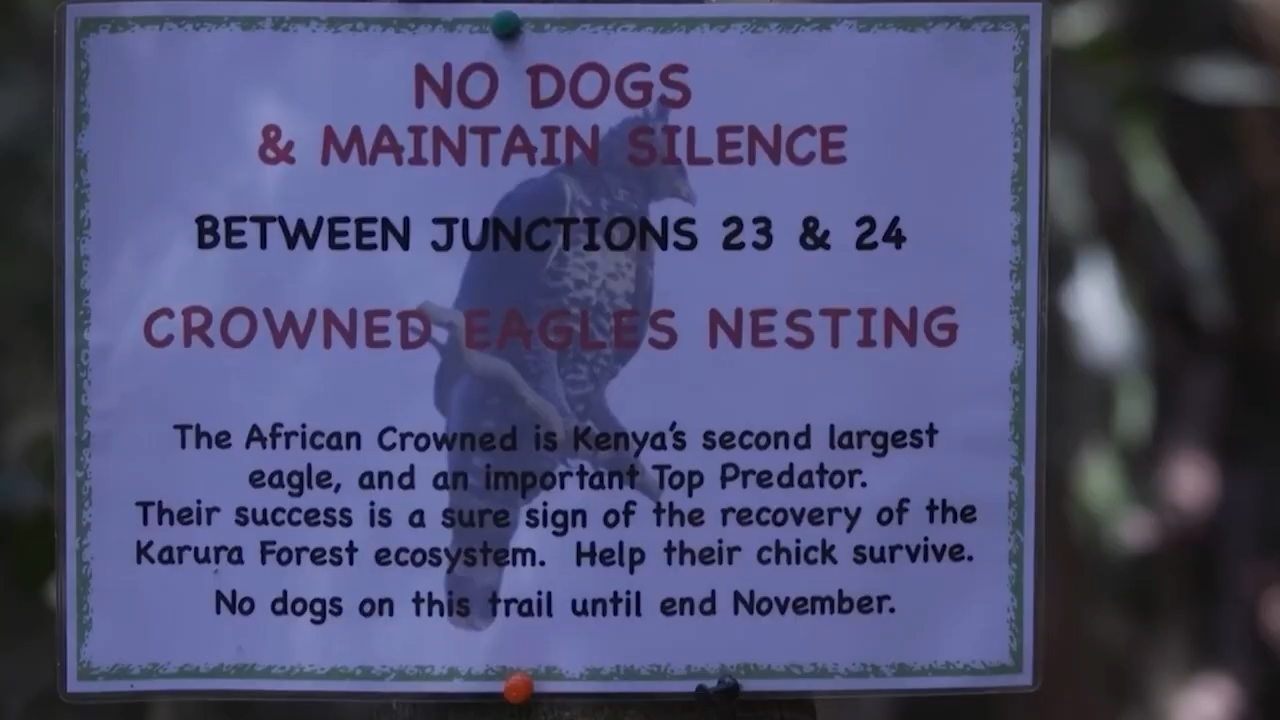 NO DOGS
& MAINTAIN SILENCE
BETWEEN JUNCTIONS 23 & 24
CROWNED EAGLES NESTING
The African Crowned is Kenya's second largest
eagle, and an important Top Predator.
Their success is a sure sign of the recovery of the
Karura Forest ecosystem. Help their chick survive.
No dogs on this trail until end November.